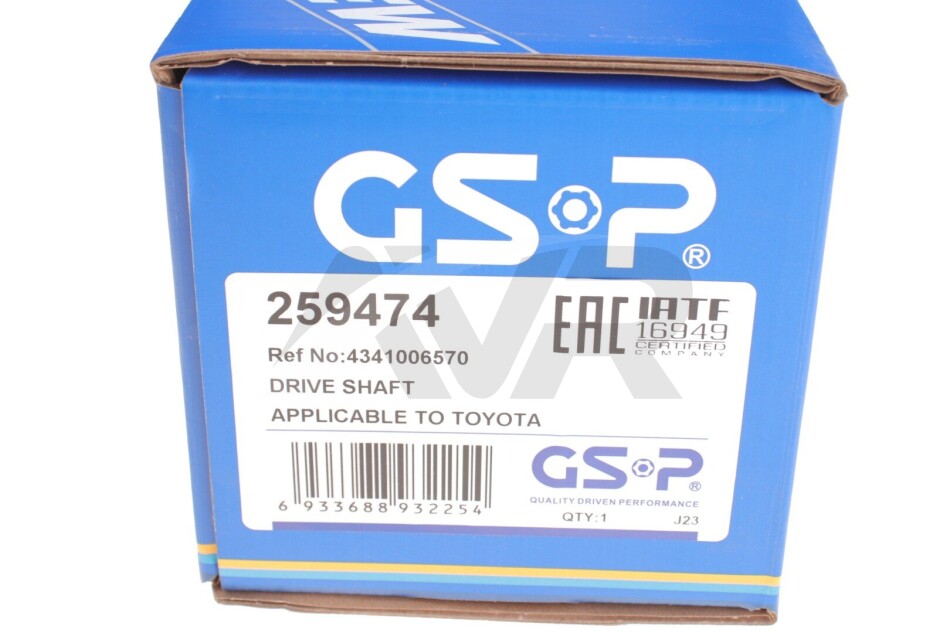 GSP®
259474
EAC IATF
16949
CERTIFIED
COMPANY
Ref No:4341006570
DRIVE SHAFT
APPLICABLE TO TOYOTA
GSP®
QUALITY DRIVEN PERFORMANCE
6 933688 932254
QTY:1 J23